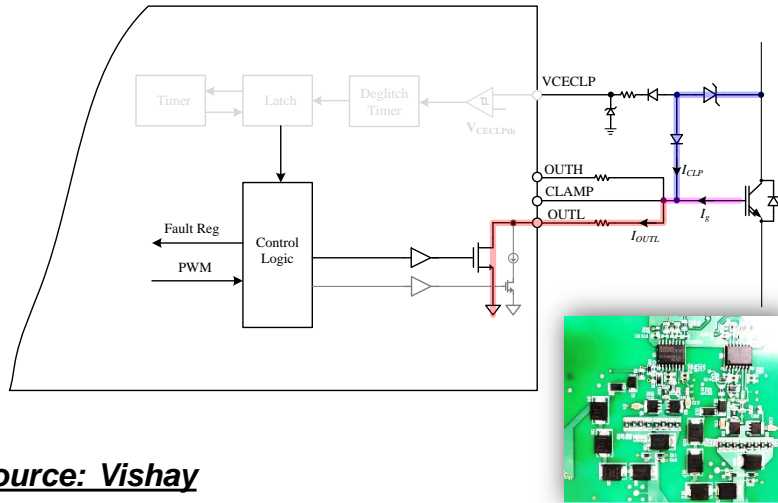 VCECLP
Timer
Latch
Deglitch
Timer
VCECLPth
OUTH
CLAMP
OUTL
ICLP
Ig
IOUTL
Fault Reg
PWM
Control
Logic
ource: Vishay